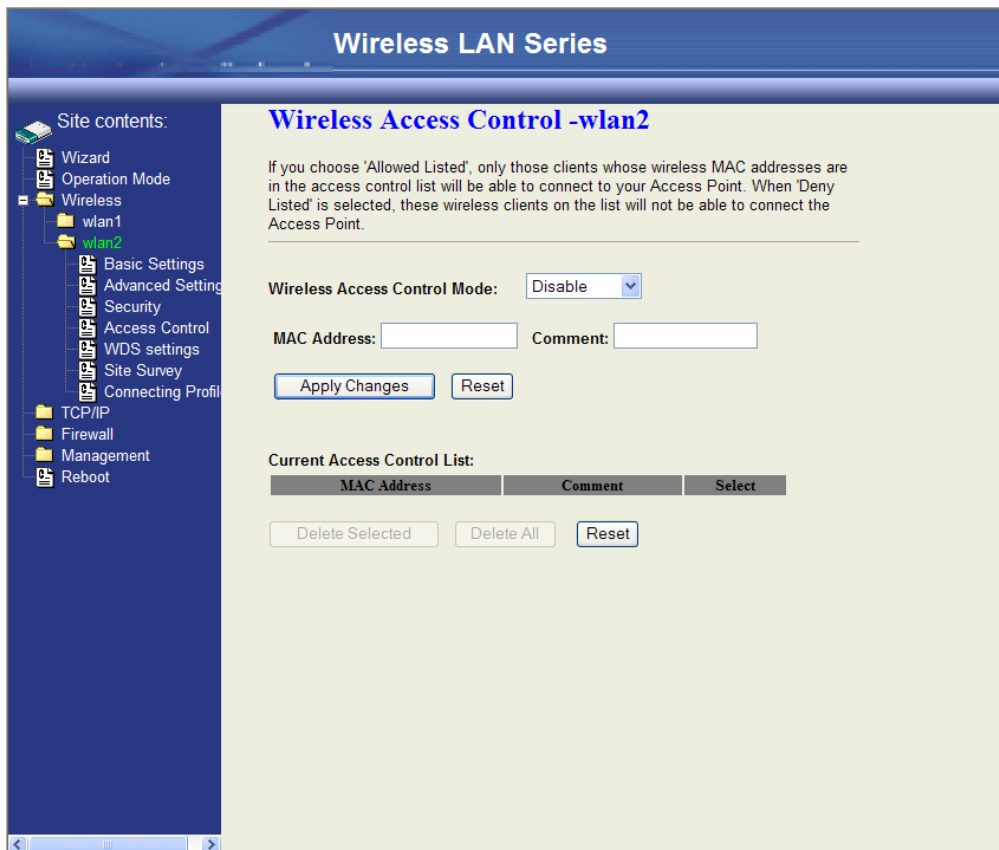 Wireless LAN Series
Site contents:
Wizard
Operation Mode
Wireless
wlan1
wlan2
Basic Settings
Advanced Setting
Security
Access Control
WDS settings
Site Survey
Connecting Profil
TCP/IP
Firewall
Management
Reboot
Wireless Access Control -wlan2
If you choose 'Allowed Listed', only those clients whose wireless MAC addresses are
in the access control list will be able to connect to your Access Point. When 'Deny
Listed' is selected, these wireless clients on the list will not be able to connect the
Access Point.
Wireless Access Control Mode: Disable
MAC Address: Comment:
Apply Changes Reset
Current Access Control List:
MAC Address Comment Select
Delete Selected Delete All Reset